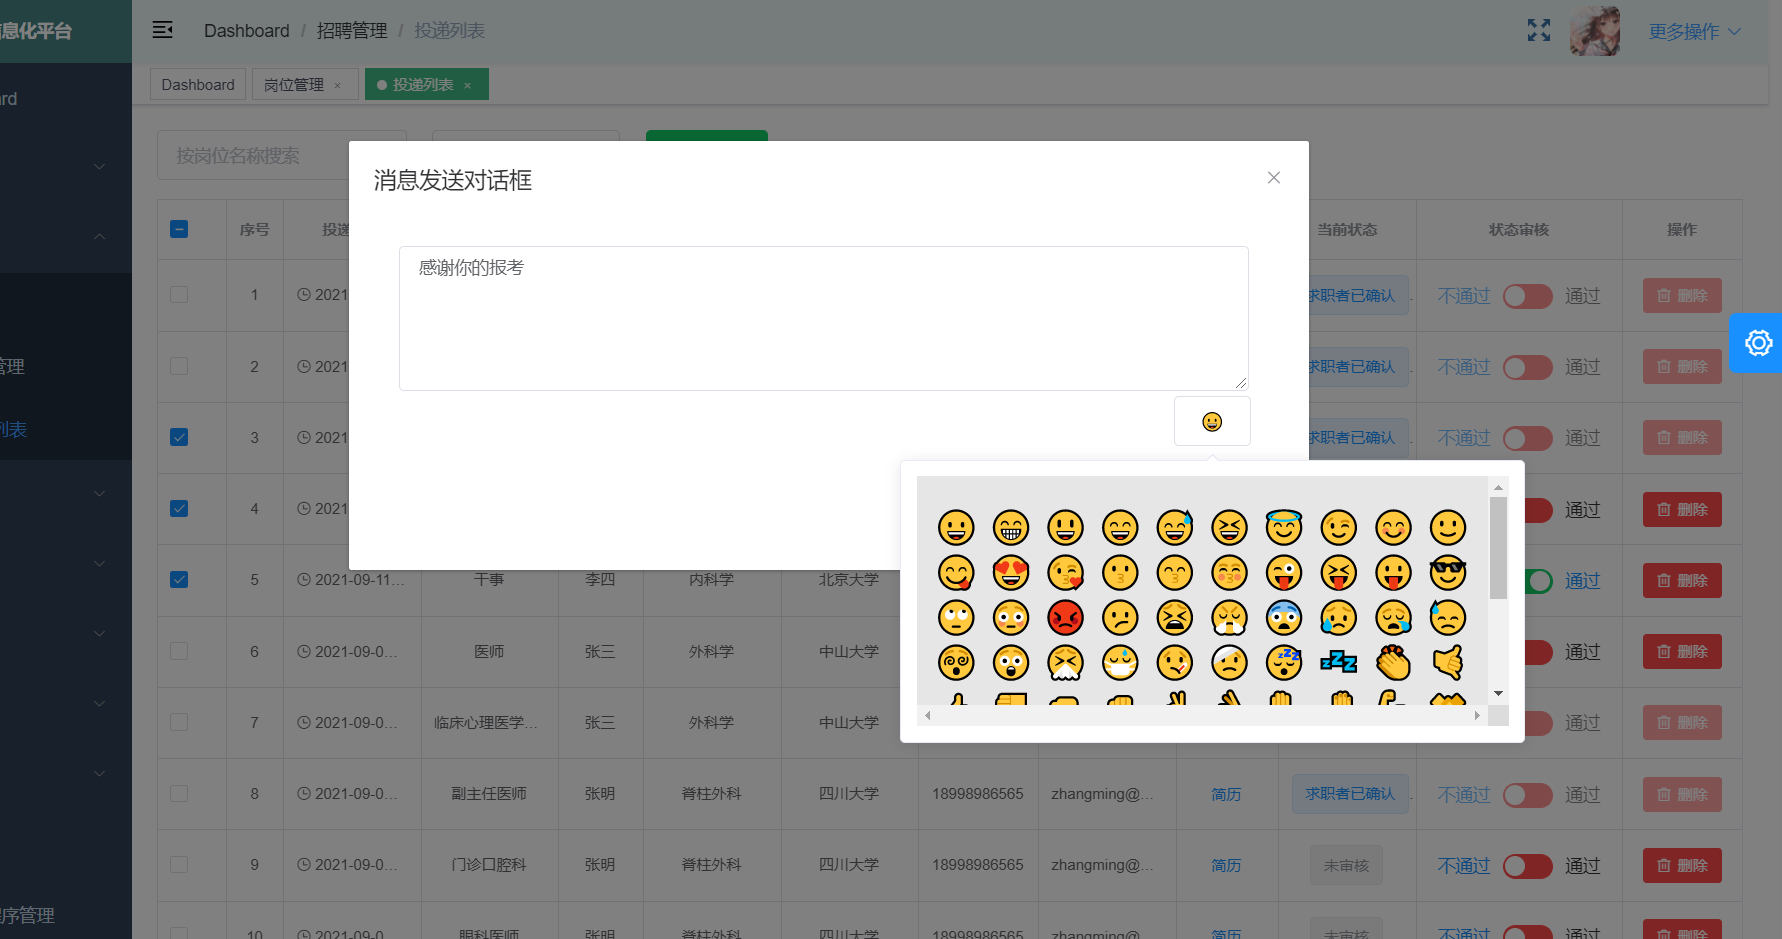 信息化平台
Dashboard / 招聘管理 / 投递列表
更多操作
rd
Dashboard
岗位管理 ×
投递列表 ×
按岗位名称搜索
消息发送对话框
感谢你的报考
管理
列表
程序管理
序号 投递 当前状态 状态审核 操作
1 2021 求职者已确认 不通过 通过 删除
2 2021 求职者已确认 不通过 通过 删除
3 2021 求职者已确认 不通过 通过 删除
4 2021 通过 删除
5 2021-09-11... 干事 李四 内科学 北京大学 通过 删除
6 2021-09-0... 医师 张三 外科学 中山大学 通过 删除
7 2021-09-0... 临床心理医学... 张三 外科学 中山大学 通过 删除
8 2021-09-0... 副主任医师 张明 脊柱外科 四川大学 18998986565 zhangming@... 简历 求职者已确认 不通过 通过 删除
9 2021-09-0... 门诊口腔科 张明 脊柱外科 四川大学 18998986565 zhangming@... 简历 未审核 不通过 通过 删除
10 2021-09-0... 眼科医师 张明 脊柱外科 四川大学 18998986565 zhangming@... 简历 未审核 不通过 通过 删除